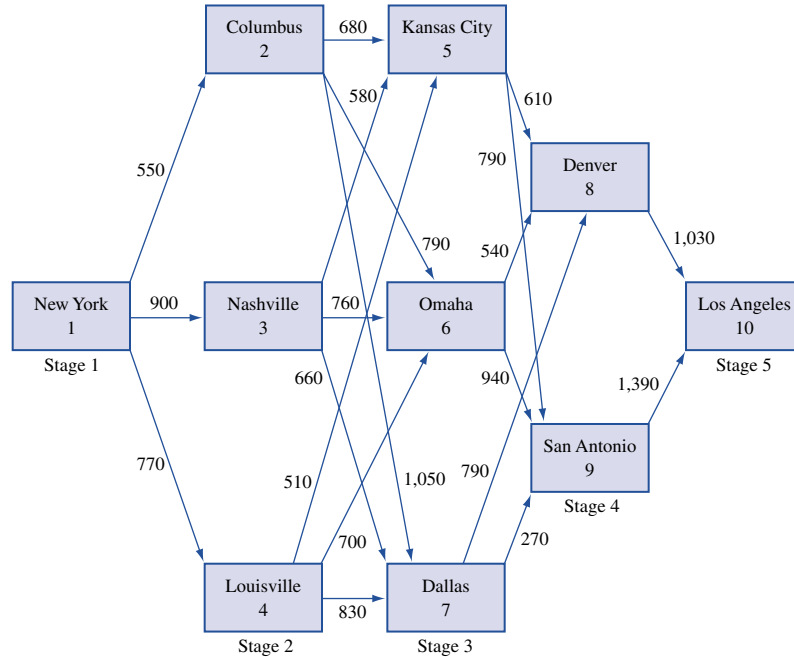 Columbus
2
680
Kansas City
5
580
610
550
790
Denver
8
790
540
1,030
New York
1
Stage 1
900
Nashville
3
760
Omaha
6
Los Angeles
10
Stage 5
660
940
1,390
770
510
1,050
790
San Antonio
9
Stage 4
700
270
Louisville
4
Stage 2
830
Dallas
7
Stage 3